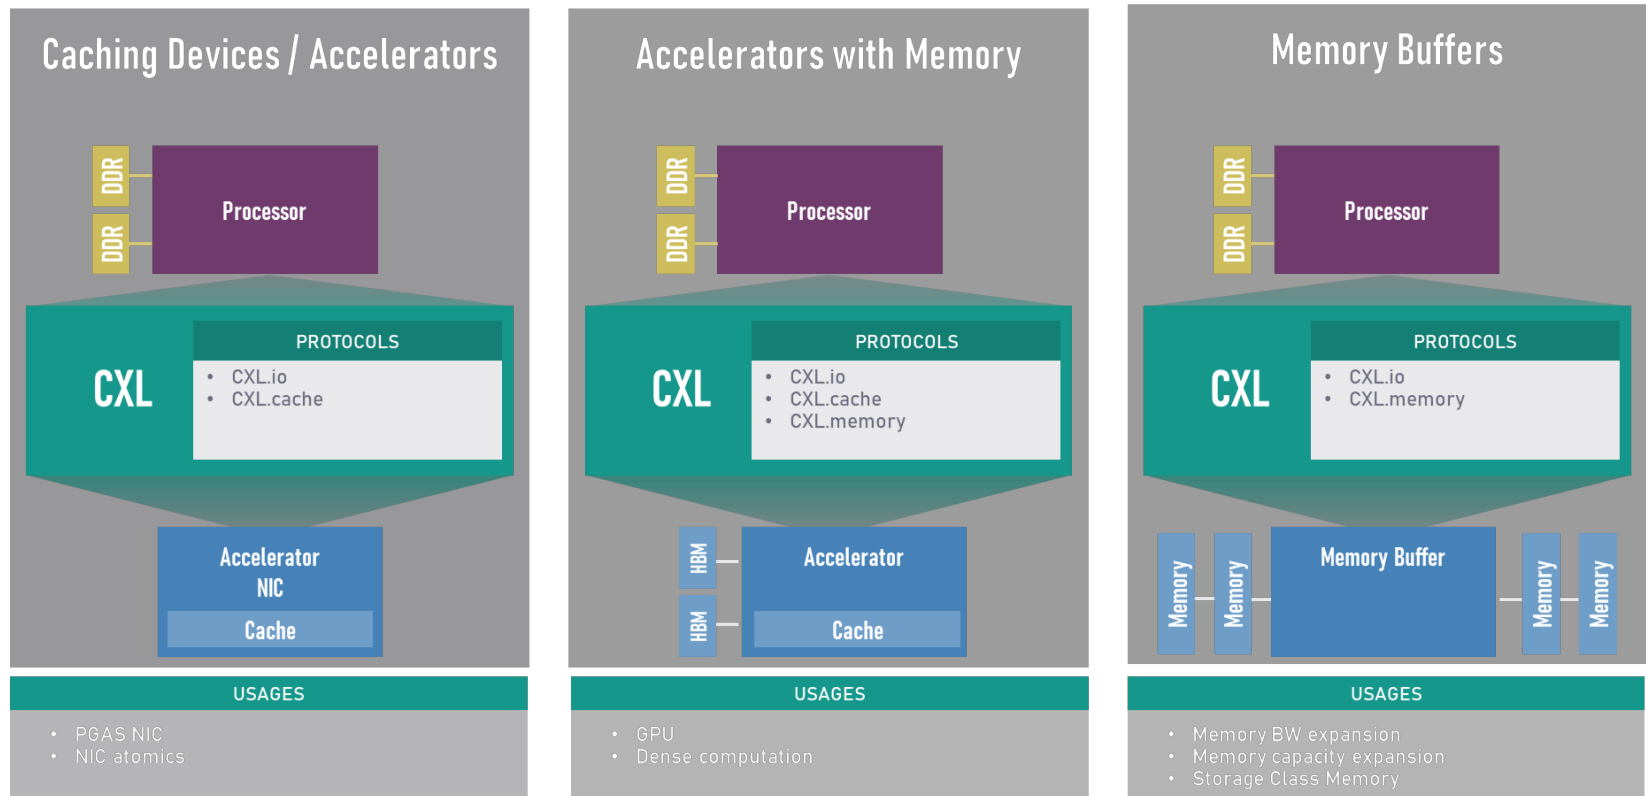 Caching Devices / Accelerators
DDR
DDR
Processor
CXL
PROTOCOLS
• CXL.io
• CXL.cache
Accelerator
NIC
Cache
USAGES
• PGAS NIC
• NIC atomics
Accelerators with Memory
DDR
DDR
Processor
CXL
PROTOCOLS
• CXL.io
• CXL.cache
• CXL.memory
HBM
HBM
Accelerator
Cache
USAGES
• GPU
• Dense computation
Memory Buffers
DDR
DDR
Processor
CXL
PROTOCOLS
• CXL.io
• CXL.memory
Memory
Memory
Memory Buffer
Memory
Memory
USAGES
• Memory BW expansion
• Memory capacity expansion
• Storage Class Memory